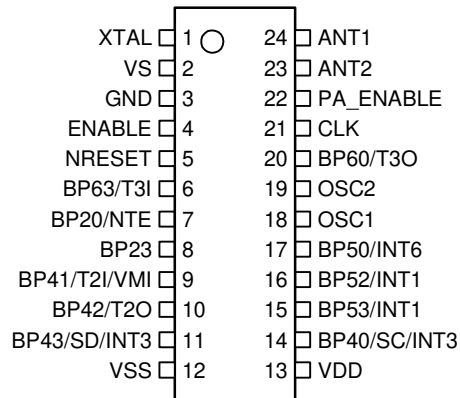 XTAL 1 24 ANT1
VS 2 23 ANT2
GND 3 22 PA_ENABLE
ENABLE 4 21 CLK
NRESET 5 20 BP60/T3O
BP63/T3I 6 19 OSC2
BP20/NTE 7 18 OSC1
BP23 8 17 BP50/INT6
BP41/T2I/VMI 9 16 BP52/INT1
BP42/T2O 10 15 BP53/INT1
BP43/SD/INT3 11 14 BP40/SC/INT3
VSS 12 13 VDD